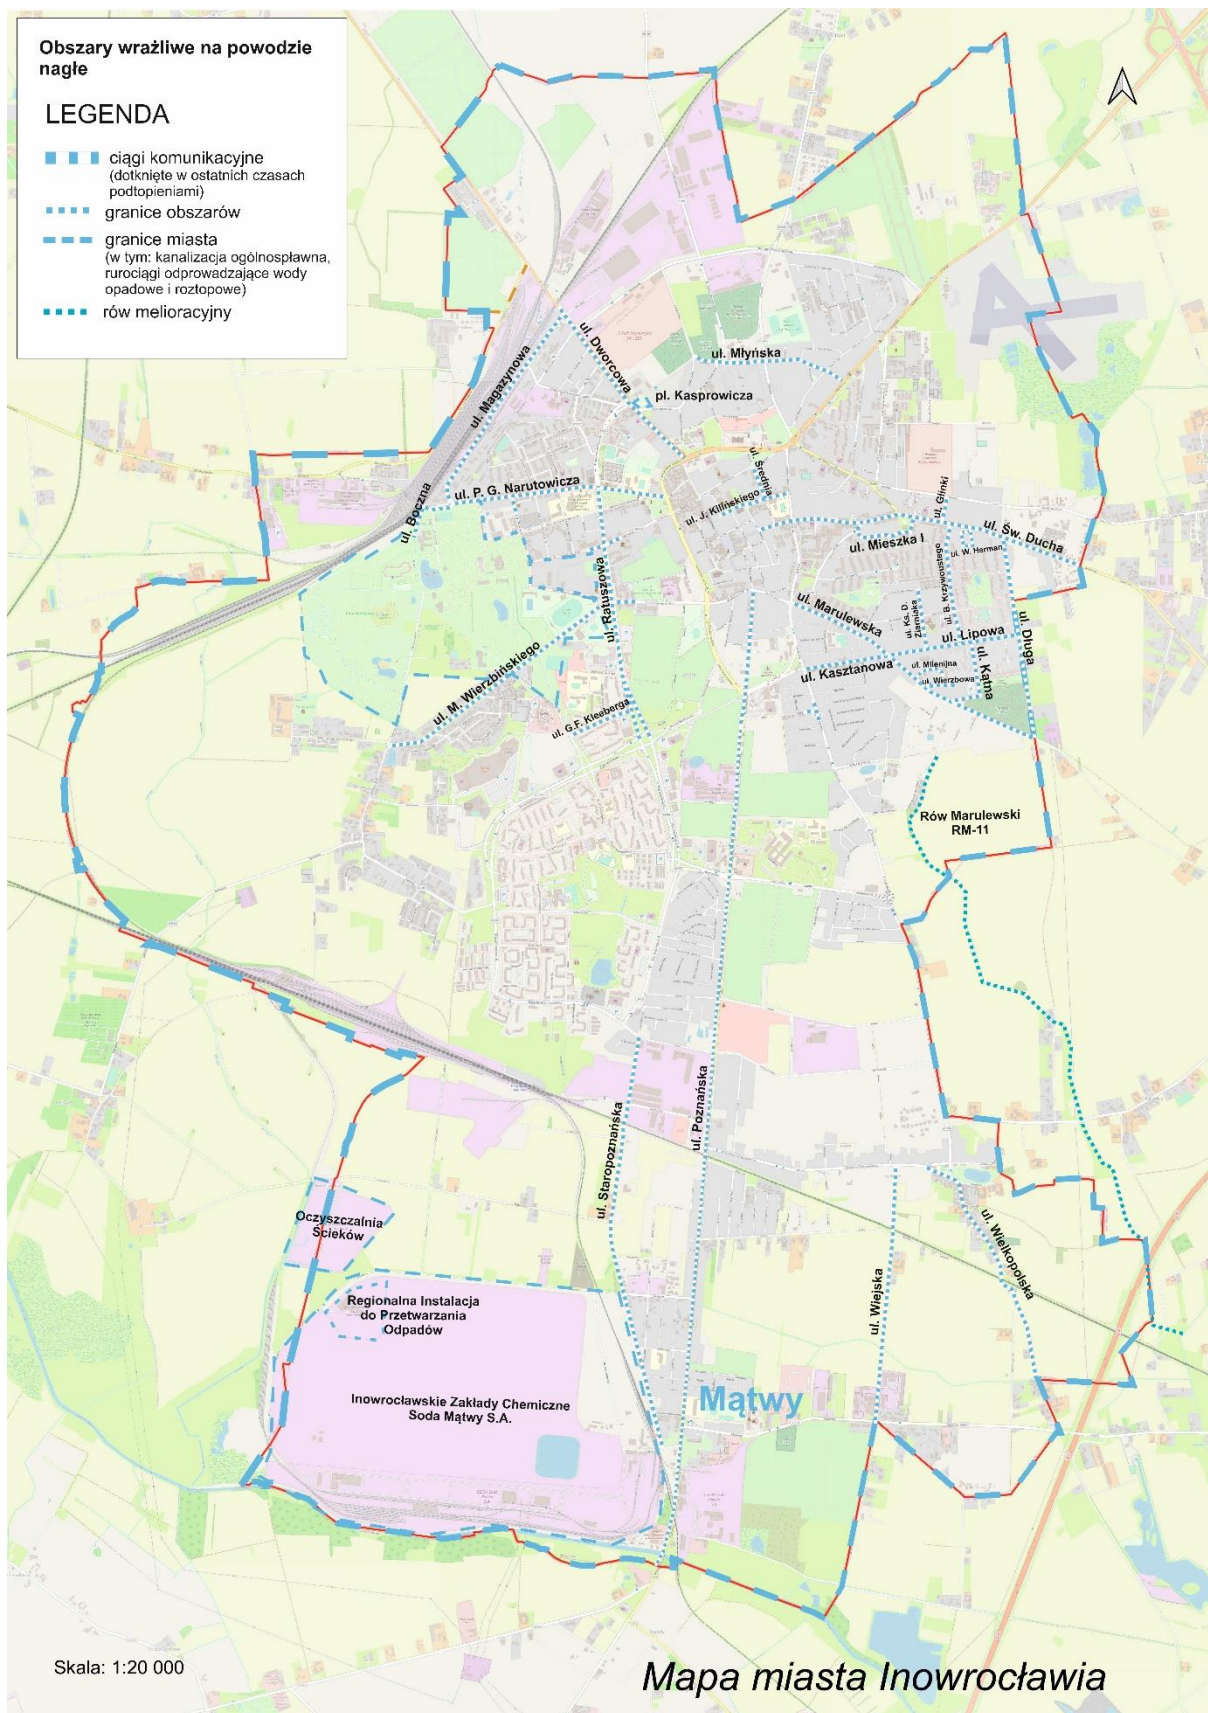 Obszary wrażliwe na powodzie
nagłe
LEGENDA
ciągi komunikacyjne
(dotknięte w ostatnich czasach
podtopieniami)
granice obszarów
granice miasta
(w tym: kanalizacja ogólnospławna,
rurociągi odprowadzające wody
opadowe i roztopowe)
rów melioracyjny
ul. Dworcowa
ul. Młyńska
ul. Magazynowa
pl. Kasprowicza
ul. P. G. Narutowicza
ul. Średnia
ul. Boczna
ul. J. Kilińskiego
ul. Glinki
ul. Św. Ducha
ul. Mieszka I
ul. W. Herman
ul. B. Krzywoustego
ul. Ratuszowa
ul. Marulewska
ul. Ks. D.
Ziarniaka
ul. Lipowa
ul. Długa
ul. M. Wierzbińskiego
ul. Kasztanowa
ul. Milenijna
ul. Wierzbowa
ul. Kątna
ul. G.F. Kleeberga
Rów Marulewski
RM-11
ul. Poznańska
ul. Staropoznańska
Oczyszczalnia
Ścieków
ul. Wielkopolska
ul. Wiejska
Regionalna Instalacja
do Przetwarzania
Odpadów
Inowrocławskie Zakłady Chemiczne
Soda Mątwy S.A.
Mątwy
Skala: 1:20 000
Mapa miasta Inowrocławia